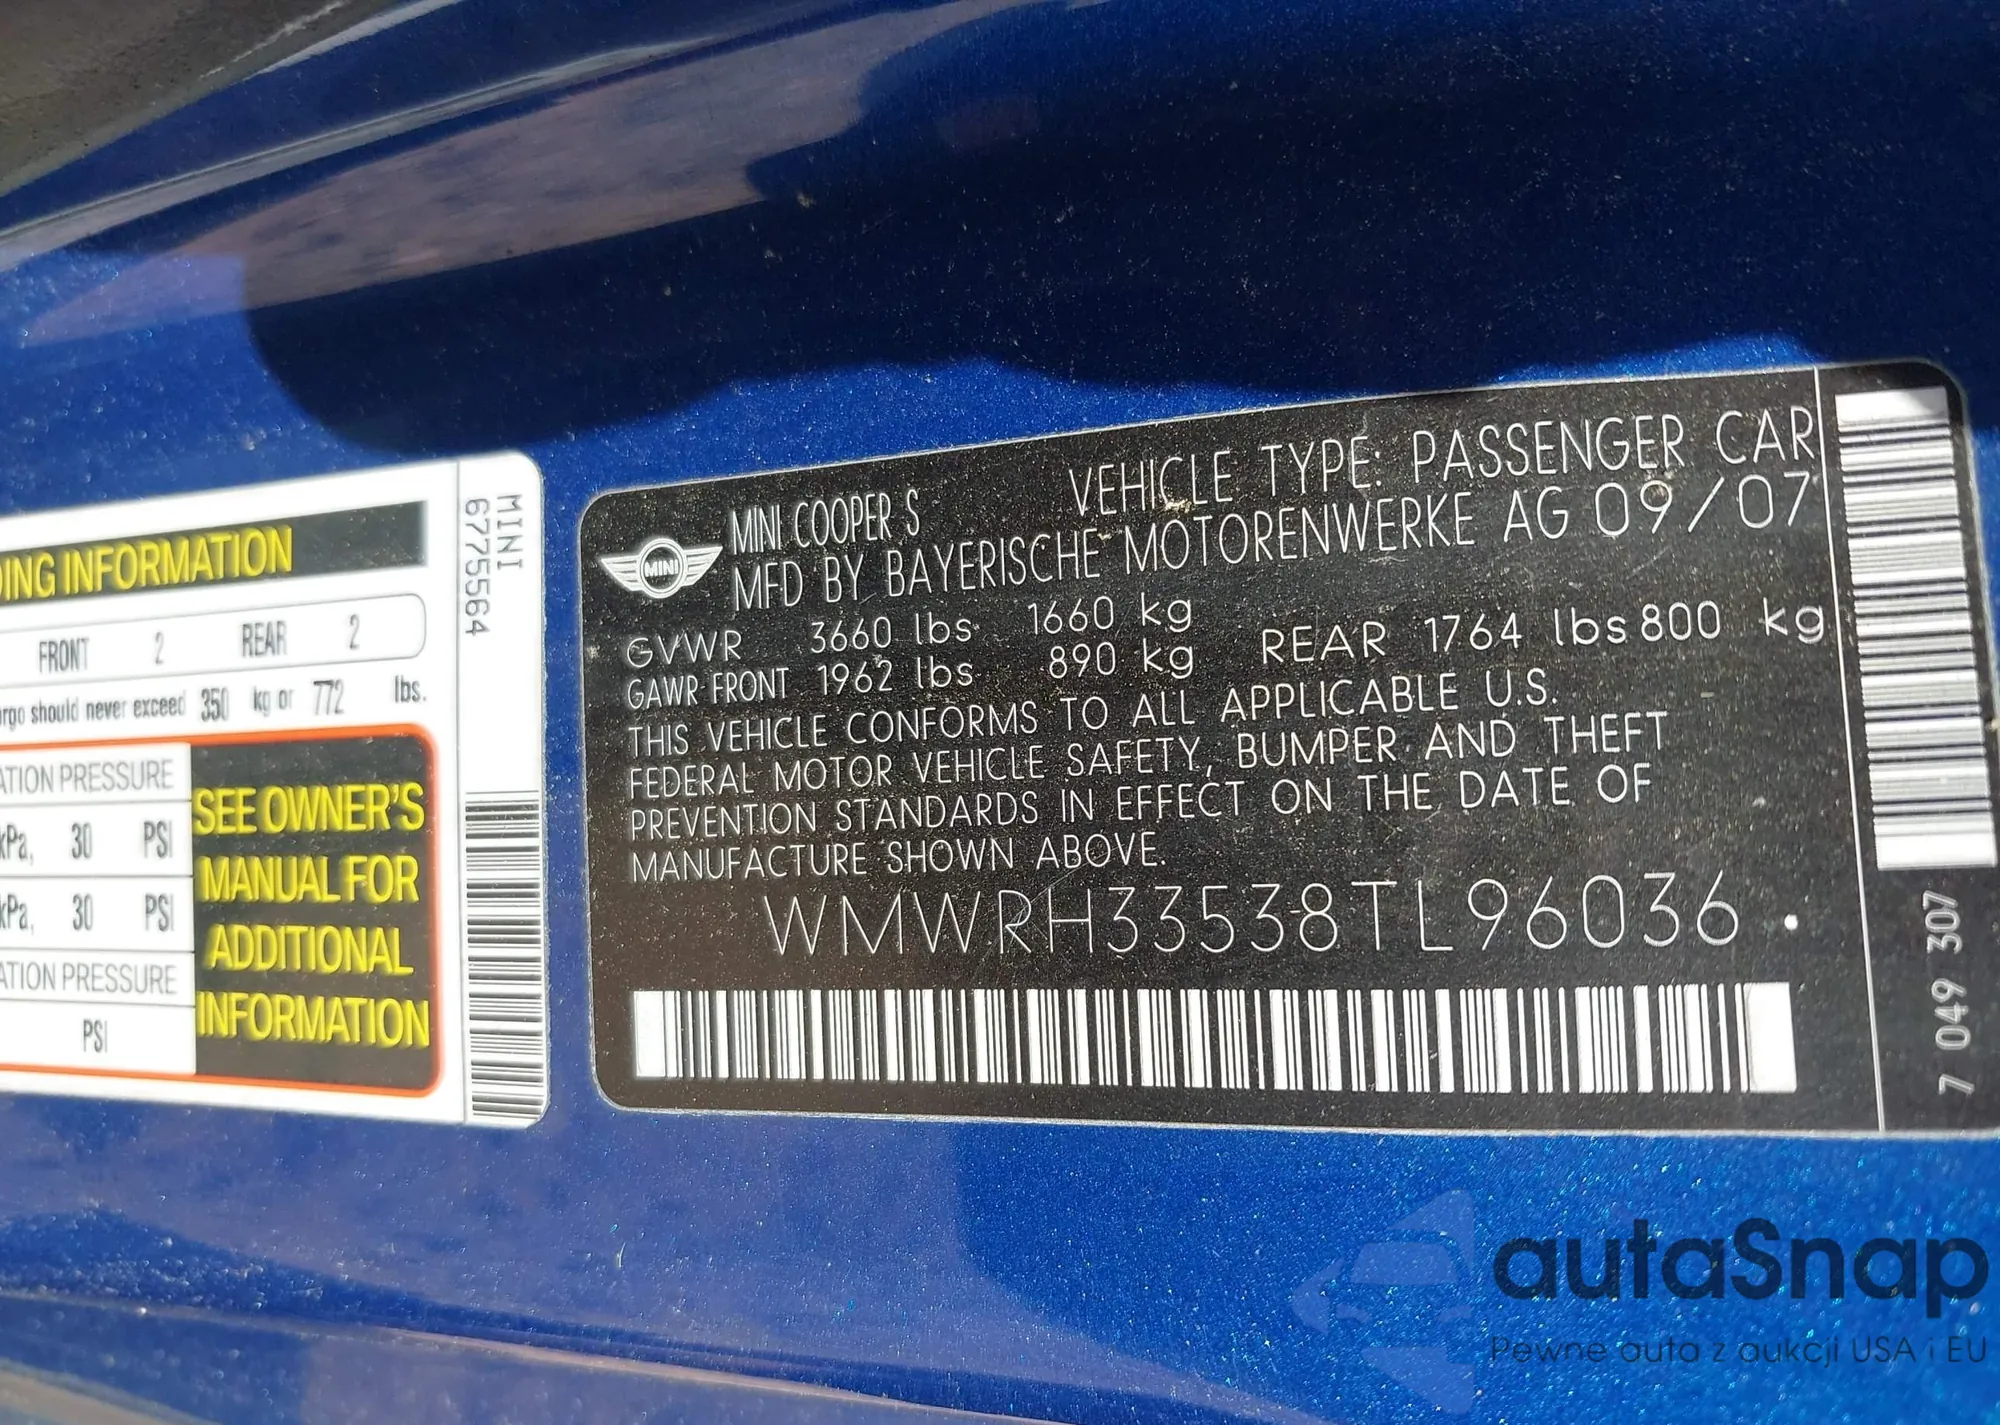 DING INFORMATION
FRONT 2 REAR 2
cargo should never exceed 350 kg or 772 lbs.
ATION PRESSURE
kPa, 30 PSI
kPa, 30 PSI
ATION PRESSURE
PSI
SEE OWNER'S
MANUAL FOR
ADDITIONAL
INFORMATION
MINI
6775564
MINI
MINI COOPER S VEHICLE TYPE: PASSENGER CAR
MFD BY BAYERISCHE MOTORENWERKE AG 09/07
GVWR 3660 lbs 1660 kg
GAWR FRONT 1962 lbs 890 kg REAR 1764 lbs 800 kg
THIS VEHICLE CONFORMS TO ALL APPLICABLE U.S.
FEDERAL MOTOR VEHICLE SAFETY, BUMPER AND THEFT
PREVENTION STANDARDS IN EFFECT ON THE DATE OF
MANUFACTURE SHOWN ABOVE.
WMWRH33538TL96036
7 049 307
autaSnap
Pewne auta z aukcji USA i EU